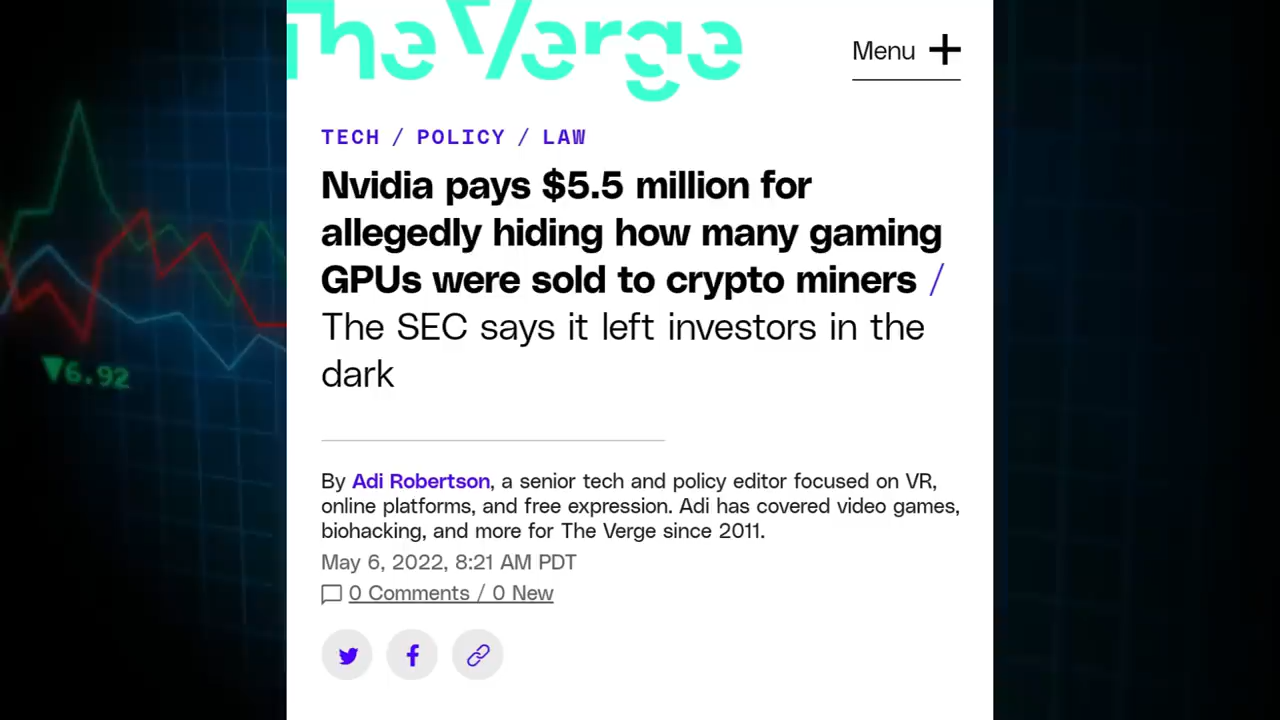 The Verge
Menu
TECH / POLICY / LAW
Nvidia pays $5.5 million for
allegedly hiding how many gaming
GPUs were sold to crypto miners /
The SEC says it left investors in the
dark
By Adi Robertson, a senior tech and policy editor focused on VR,
online platforms, and free expression. Adi has covered video games,
biohacking, and more for The Verge since 2011.
May 6, 2022, 8:21 AM PDT
0 Comments / 0 New
▼6.92